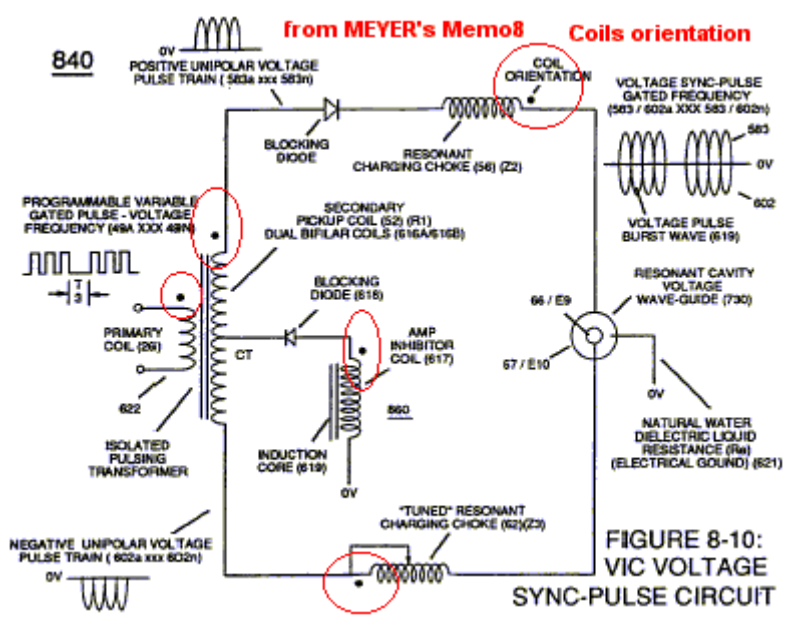 from MEYER's Memo8
Coils orientation
840
0V
POSITIVE UNIPOLAR VOLTAGE
PULSE TRAIN ( 583a xxx 583n)
COIL
ORIENTATION
VOLTAGE SYNC-PULSE
GATED FREQUENCY
(583 / 602a XXX 583 / 602n)
583
0V
602
VOLTAGE PULSE
BURST WAVE (619)
BLOCKING
DIODE
RESONANT
CHARGING CHOKE (56) (Z2)
PROGRAMMABLE VARIABLE
GATED PULSE - VOLTAGE
FREQUENCY (49A XXX 49N)
T
3
SECONDARY
PICKUP COIL (52) (R1)
DUAL BIFILAR COILS (616A/616B)
BLOCKING
DIODE (618)
RESONANT CAVITY
VOLTAGE
WAVE-GUIDE (730)
66 / E9
67 / E10
PRIMARY
COIL (26)
CT
AMP
INHIBITOR
COIL (617)
622
860
0V
ISOLATED
PULSING
TRANSFORMER
INDUCTION
CORE (619)
0V
NATURAL WATER
DIELECTRIC LIQUID
RESISTANCE (Re)
(ELECTRICAL GOUND) (621)
"TUNED" RESONANT
CHARGING CHOKE (62)(Z3)
NEGATIVE UNIPOLAR VOLTAGE
PULSE TRAIN ( 602a xxx 602n)
0V
FIGURE 8-10:
VIC VOLTAGE
SYNC-PULSE CIRCUIT